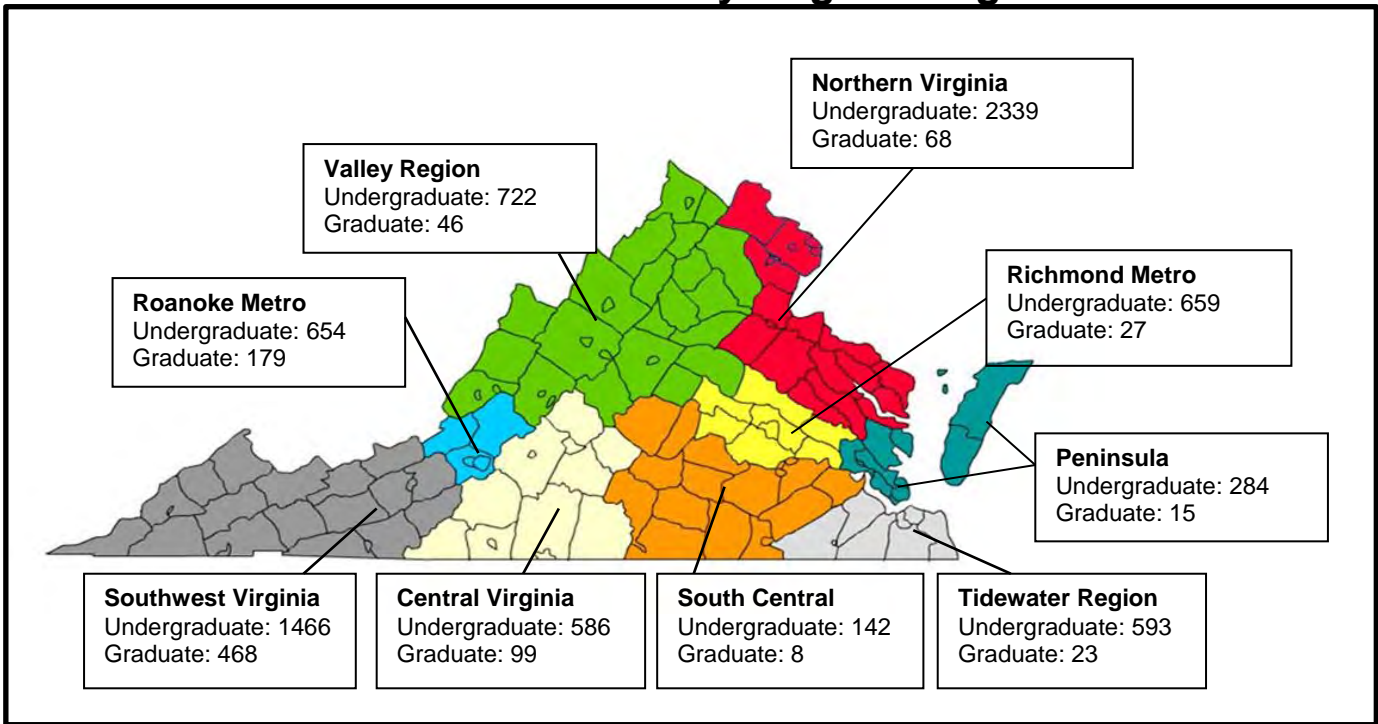 Northern Virginia
Undergraduate: 2339
Graduate: 68
Valley Region
Undergraduate: 722
Graduate: 46
Richmond Metro
Undergraduate: 659
Graduate: 27
Roanoke Metro
Undergraduate: 654
Graduate: 179
Peninsula
Undergraduate: 284
Graduate: 15
Southwest Virginia
Undergraduate: 1466
Graduate: 468
Central Virginia
Undergraduate: 586
Graduate: 99
South Central
Undergraduate: 142
Graduate: 8
Tidewater Region
Undergraduate: 593
Graduate: 23